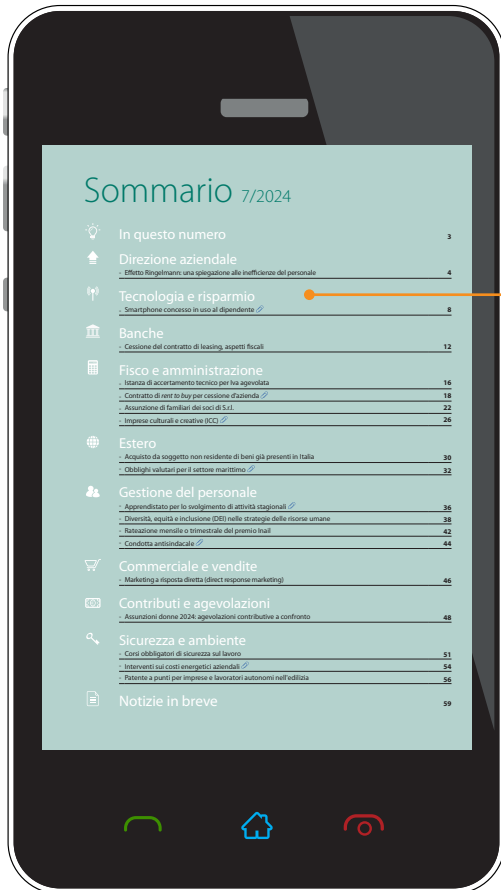 Sommario 7/2024
In questo numero 3
Direzione aziendale
- Effetto Ringelmann: una spiegazione alle inefficienze del personale 4
Tecnologia e risparmio
- Smartphone concesso in uso al dipendente 8
Banche
- Cessione del contratto di leasing, aspetti fiscali 12
Fisco e amministrazione
- Istanza di accertamento tecnico per Iva agevolata 16
- Contratto di rent to buy per cessione d'azienda 18
- Assunzione di familiari dei soci di S.r.l. 22
- Imprese culturali e creative (ICC) 26
Estero
- Acquisto da soggetto non residente di beni già presenti in Italia 30
- Obblighi valutari per il settore marittimo 32
Gestione del personale
- Apprendistato per lo svolgimento di attività stagionali 36
- Diversità, equità e inclusione (DEI) nelle strategie delle risorse umane 38
- Rateazione mensile o trimestrale del premio Inail 42
- Condotta antisindacale 44
Commerciale e vendite
- Marketing a risposta diretta (direct response marketing) 46
Contributi e agevolazioni
- Assunzioni donne 2024: agevolazioni contributive a confronto 48
Sicurezza e ambiente
- Corsi obbligatori di sicurezza sul lavoro 51
- Interventi sui costi energetici aziendali 54
- Patente a punti per imprese e lavoratori autonomi nell'edilizia 56
Notizie in breve 59